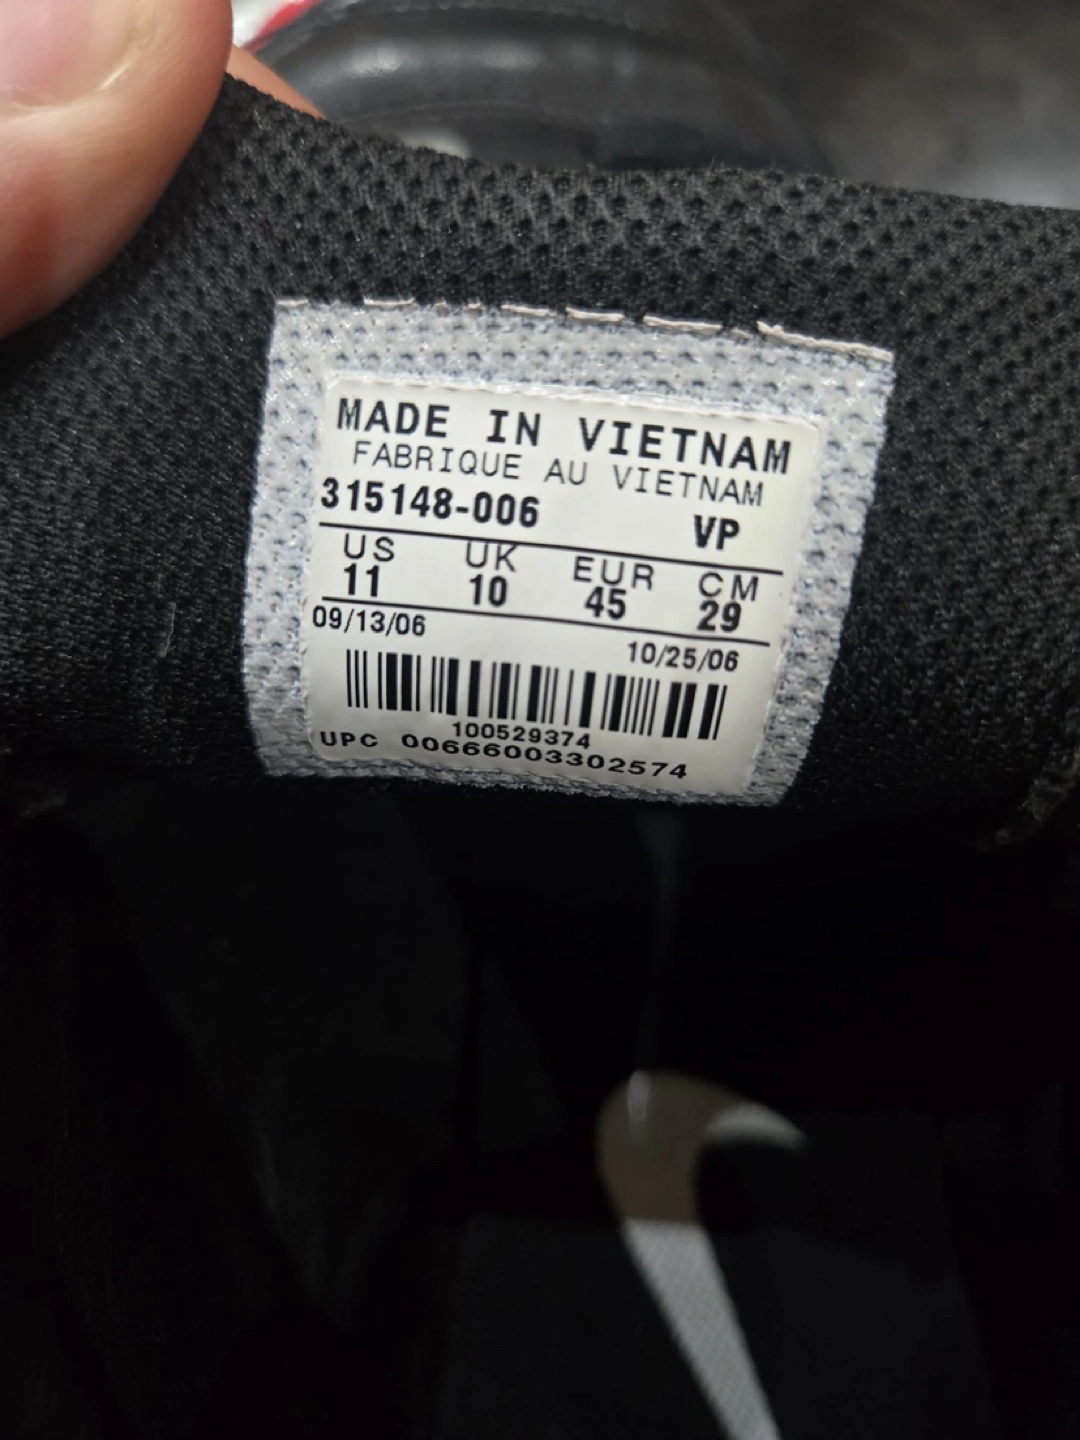 MADE IN VIETNAM
FABRIQUE AU VIETNAM
315148-006 VP
US UK EUR CM
11 10 45 29
09/13/06 10/25/06
100529374
UPC 00666003302574